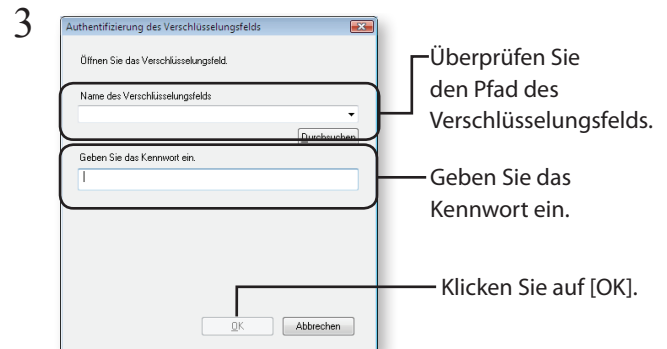 3
Authentifizierung des Verschlüsselungsfelds
Öffnen Sie das Verschlüsselungsfeld.
Name des Verschlüsselungsfelds
Durchsuchen
Geben Sie das Kennwort ein.
OK
Abbrechen
Überprüfen Sie
den Pfad des
Verschlüsselungsfelds.
Geben Sie das
Kennwort ein.
Klicken Sie auf [OK].